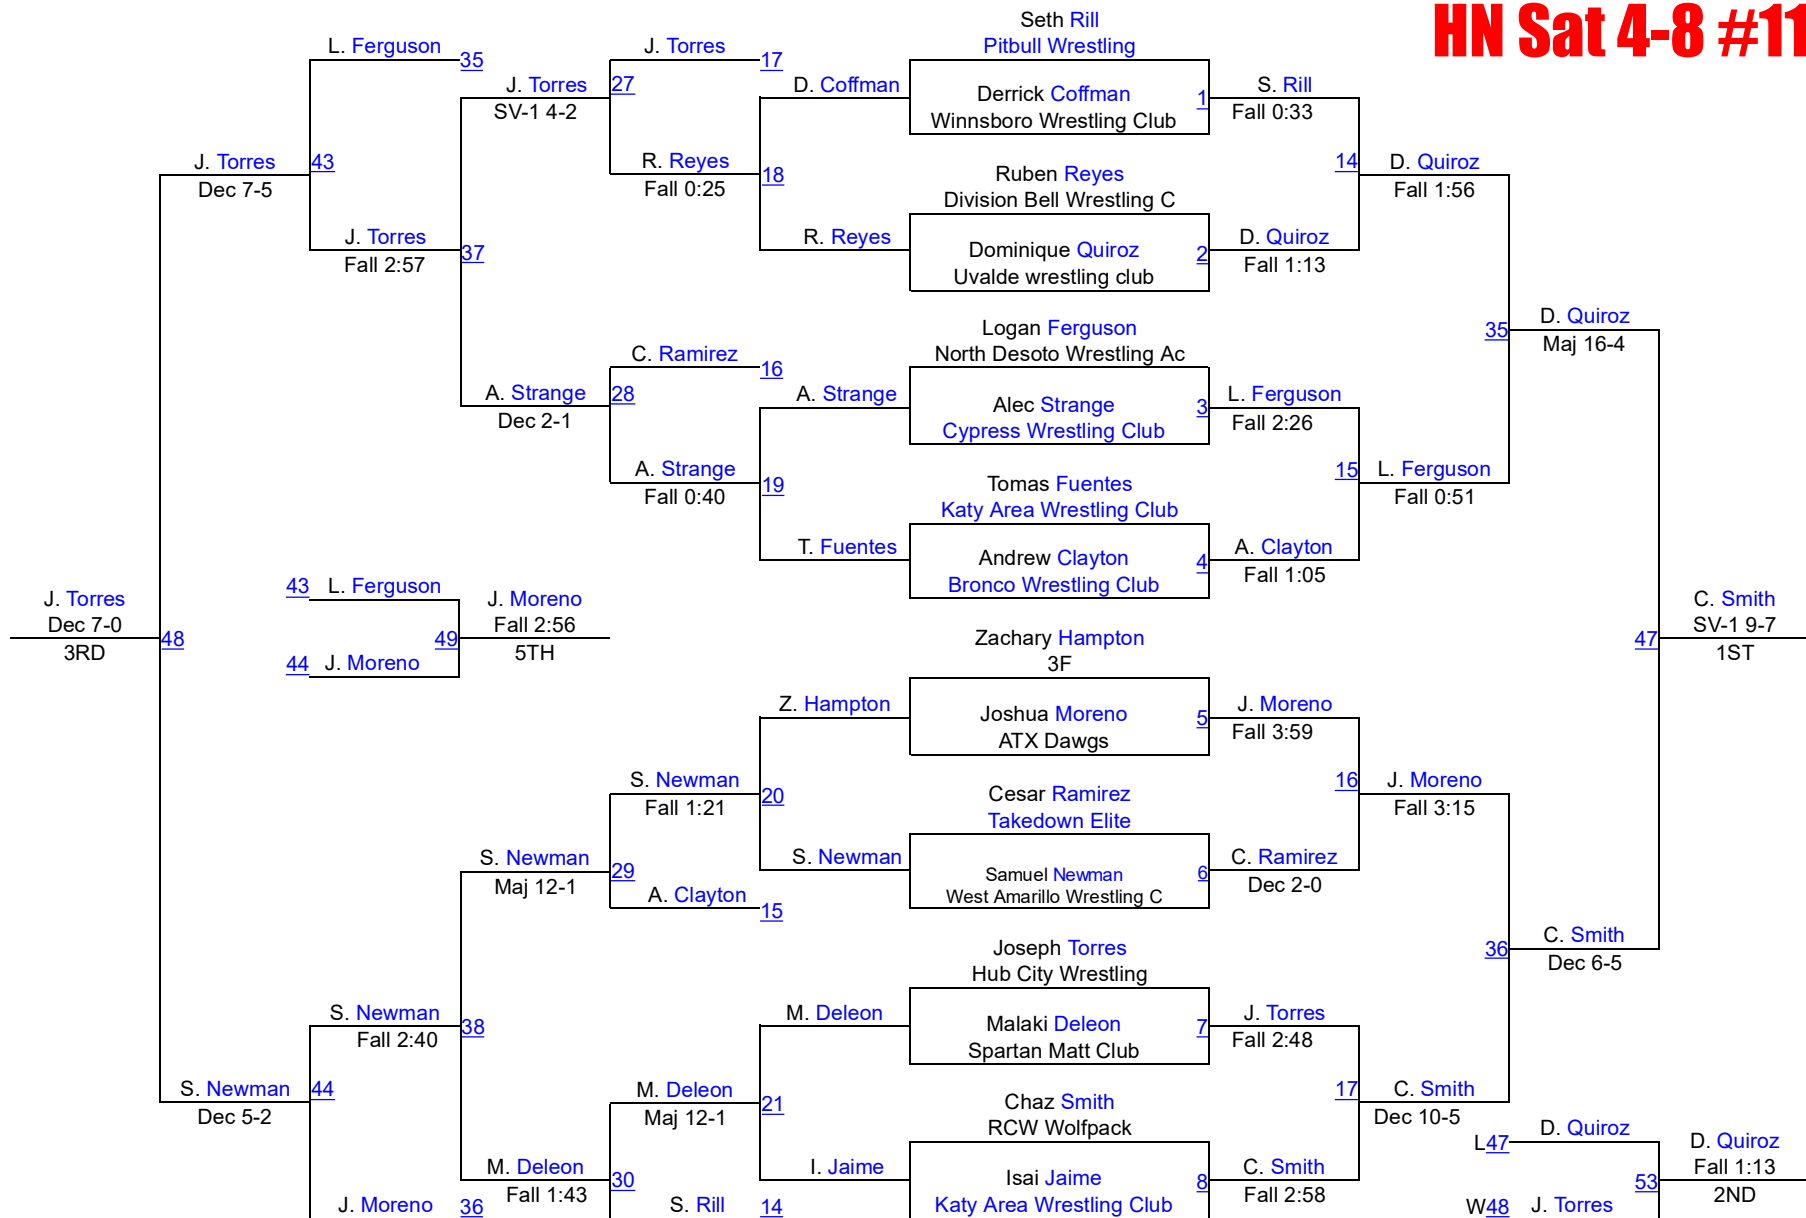 HN Sat 4-8 #11
Seth Rill
Pitbull Wrestling
L. Ferguson
35
J. Torres
17
J. Torres
SV-1 4-2
27
D. Coffman
Derrick Coffman
Winnsboro Wrestling Club
1
S. Rill
Fall 0:33
J. Torres
Dec 7-5
43
R. Reyes
Fall 0:25
18
Ruben Reyes
Division Bell Wrestling C
14
D. Quiroz
Fall 1:56
J. Torres
Fall 2:57
37
R. Reyes
Dominique Quiroz
Uvalde wrestling club
2
D. Quiroz
Fall 1:13
Logan Ferguson
North Desoto Wrestling Ac
35
D. Quiroz
Maj 16-4
C. Ramirez
16
A. Strange
Dec 2-1
28
A. Strange
Alec Strange
Cypress Wrestling Club
3
L. Ferguson
Fall 2:26
A. Strange
Fall 0:40
19
Tomas Fuentes
Katy Area Wrestling Club
15
L. Ferguson
Fall 0:51
T. Fuentes
Andrew Clayton
Bronco Wrestling Club
4
A. Clayton
Fall 1:05
J. Torres
Dec 7-0
3RD
48
43
L. Ferguson
44
J. Moreno
49
J. Moreno
Fall 2:56
5TH
Zachary Hampton
3F
47
C. Smith
SV-1 9-7
1ST
Z. Hampton
Joshua Moreno
ATX Dawgs
5
J. Moreno
Fall 3:59
S. Newman
Fall 1:21
20
Cesar Ramirez
Takedown Elite
16
J. Moreno
Fall 3:15
S. Newman
Maj 12-1
29
S. Newman
Samuel Newman
West Amarillo Wrestling C
6
C. Ramirez
Dec 2-0
A. Clayton
15
Joseph Torres
Hub City Wrestling
36
C. Smith
Dec 6-5
S. Newman
Fall 2:40
38
M. Deleon
Malaki Deleon
Spartan Matt Club
7
J. Torres
Fall 2:48
S. Newman
Dec 5-2
44
M. Deleon
Maj 12-1
21
Chaz Smith
RCW Wolfpack
17
C. Smith
Dec 10-5
L47
D. Quiroz
M. Deleon
Fall 1:43
30
I. Jaime
Isai Jaime
Katy Area Wrestling Club
8
C. Smith
Fall 2:58
53
D. Quiroz
Fall 1:13
2ND
J. Moreno
36
S. Rill
14
W48
J. Torres